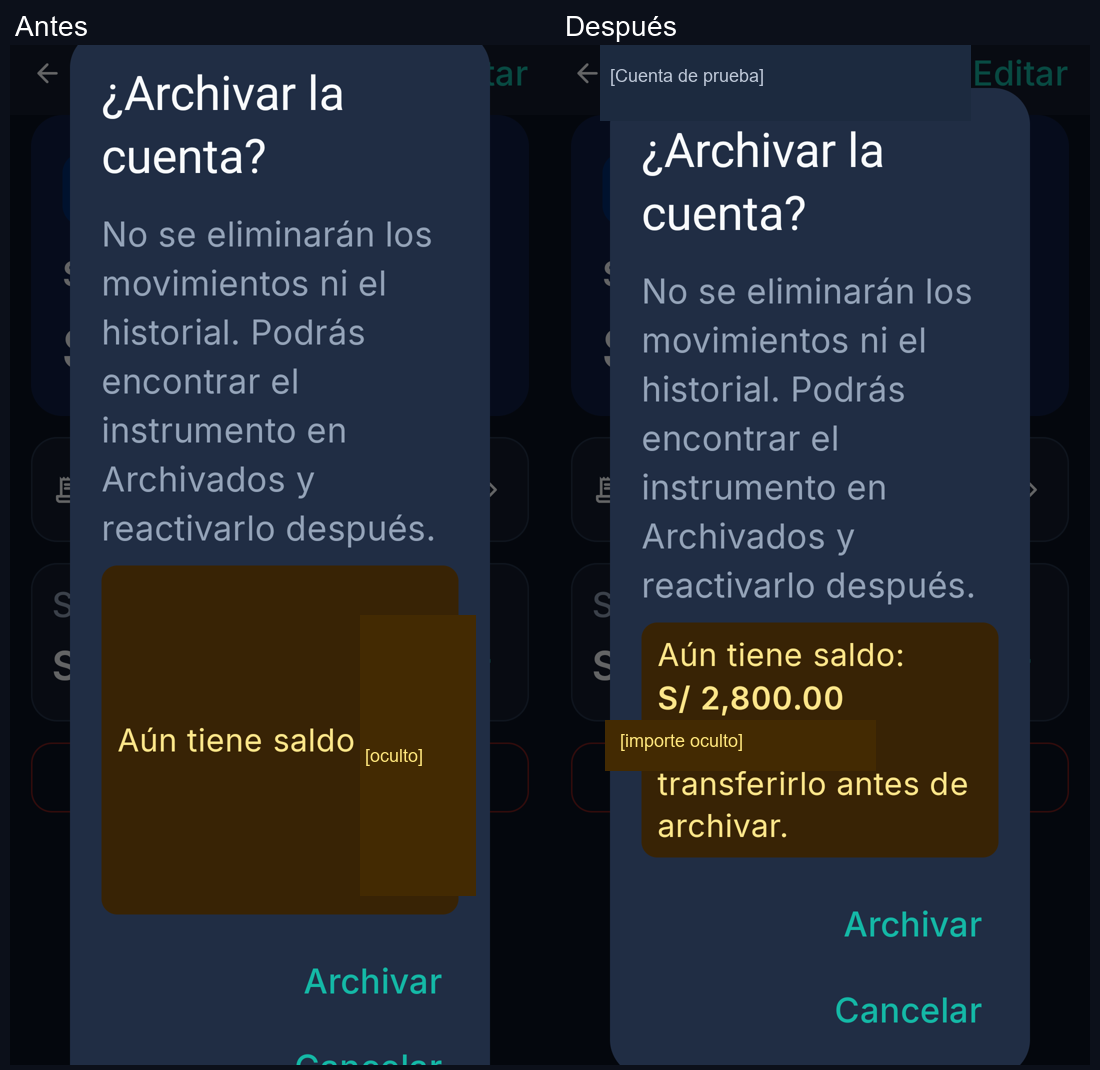 Antes
tar
¿Archivar la
cuenta?
No se eliminarán los
movimientos ni el
historial. Podrás
encontrar el
instrumento en
Archivados y
reactivarlo después.
Aún tiene saldo
[oculto]
Archivar
Cancelar
Después
[Cuenta de prueba]
Editar
¿Archivar la
cuenta?
No se eliminarán los
movimientos ni el
historial. Podrás
encontrar el
instrumento en
Archivados y
reactivarlo después.
Aún tiene saldo:
S/ 2,800.00
[importe oculto]
transferirlo antes de
archivar.
Archivar
Cancelar